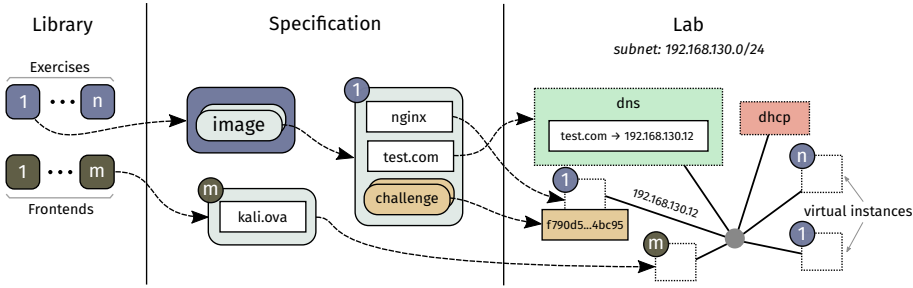 Library
Specification
Lab
subnet: 192.168.130.0/24
Exercises
1 ••• n
1 ••• m
Frontends
image
m
kali.ova
1
nginx
test.com
challenge
dns
test.com → 192.168.130.12
dhcp
1
192.168.130.12
f790d5...4bc95
m
n
virtual instances
1